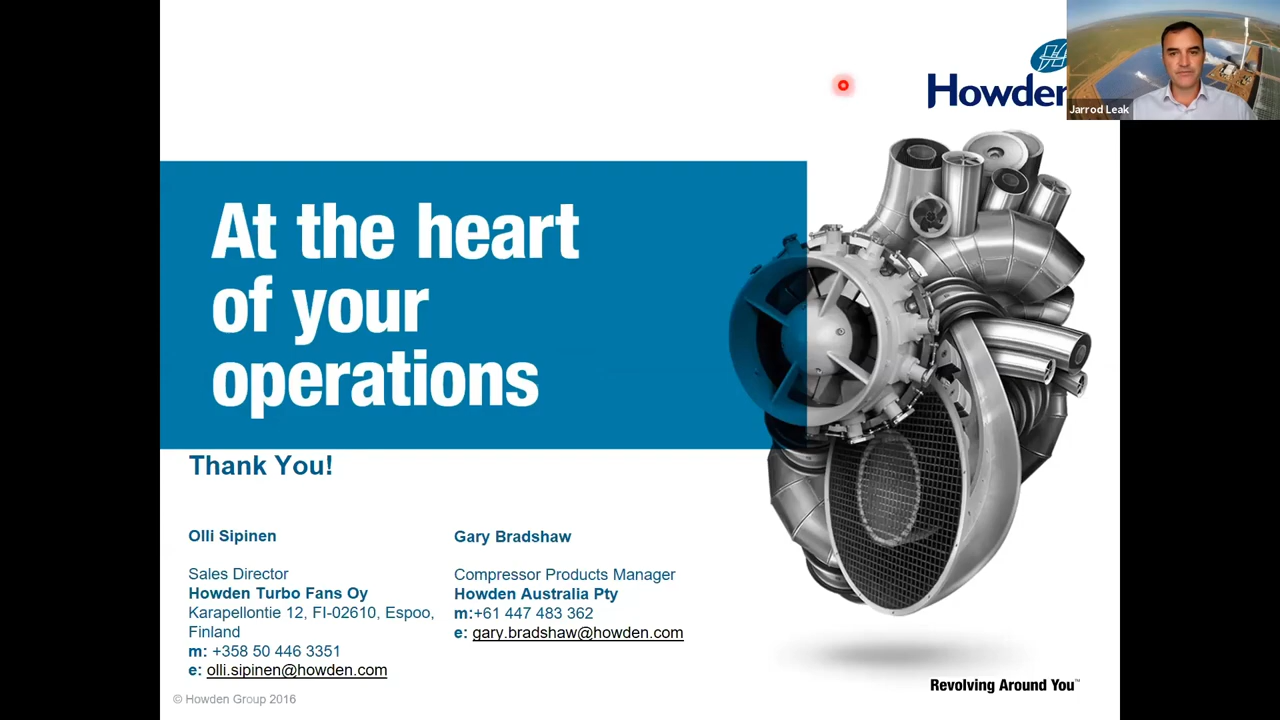 Howden
Jarrod Leak
At the heart
of your
operations
Thank You!
Olli Sipinen
Sales Director
Howden Turbo Fans Oy
Karapellontie 12, FI-02610, Espoo,
Finland
m: +358 50 446 3351
e: olli.sipinen@howden.com
Gary Bradshaw
Compressor Products Manager
Howden Australia Pty
m:+61 447 483 362
e: gary.bradshaw@howden.com
© Howden Group 2016
Revolving Around You™